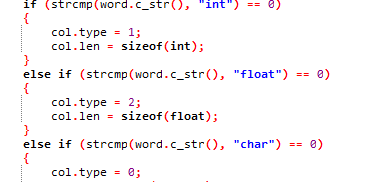 if (strcmp(word.c_str(), "int") == 0)
{
col.type = 1;
col.len = sizeof(int);
}
else if (strcmp(word.c_str(), "float") == 0)
{
col.type = 2;
col.len = sizeof(float);
}
else if (strcmp(word.c_str(), "char") == 0)
{
col.type = 0;